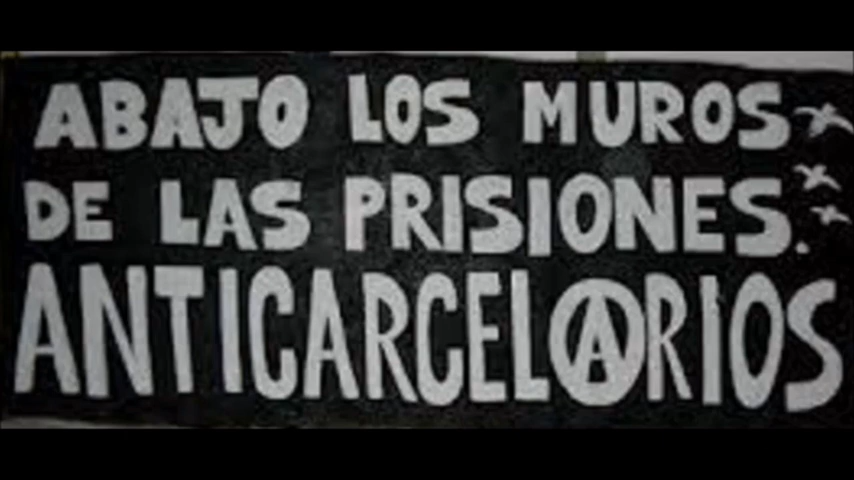 ABAJO LOS MUROS
DE LAS PRISIONES.
ANTICARCELⒶRIOS